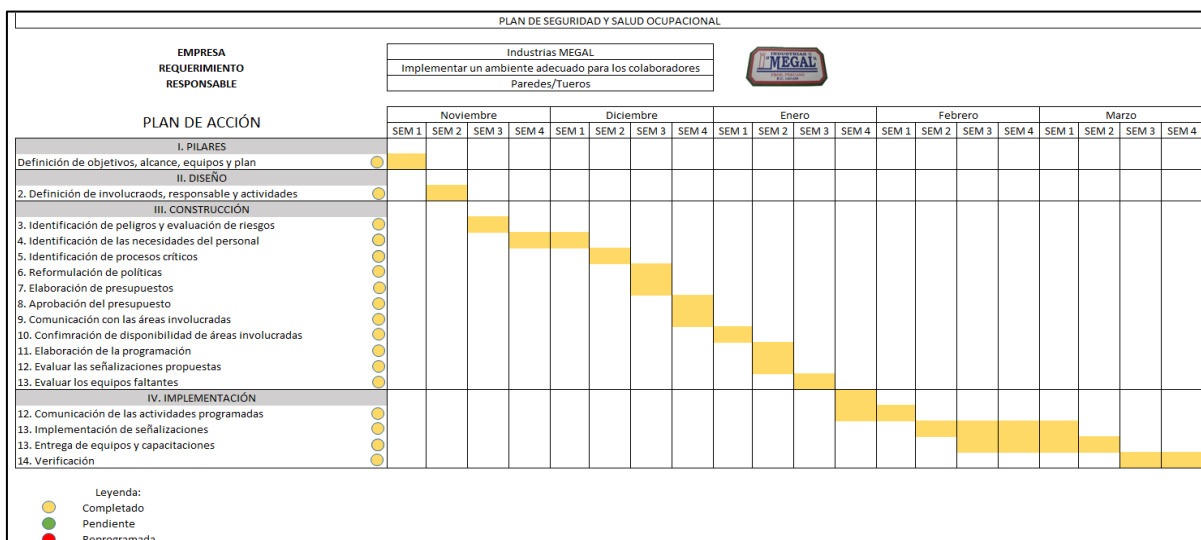 PLAN DE SEGURIDAD Y SALUD OCUPACIONAL
EMPRESA Industrias MEGAL
REQUERIMIENTO Implementar un ambiente adecuado para los colaboradores
RESPONSABLE Paredes/Tueros
INDUSTRIAS
MEGAL
PLAN DE ACCIÓN
Noviembre Diciembre Enero Febrero Marzo
SEM 1 SEM 2 SEM 3 SEM 4 SEM 1 SEM 2 SEM 3 SEM 4 SEM 1 SEM 2 SEM 3 SEM 4 SEM 1 SEM 2 SEM 3 SEM 4 SEM 1 SEM 2 SEM 3 SEM 4
I. PILARES
Definición de objetivos, alcance, equipos y plan
II. DISEÑO
2. Definición de involucraods, responsable y actividades
III. CONSTRUCCIÓN
3. Identificación de peligros y evaluación de riesgos
4. Identificación de las necesidades del personal
5. Identificación de procesos críticos
6. Reformulación de políticas
7. Elaboración de presupuestos
8. Aprobación del presupuesto
9. Comunicación con las áreas involucradas
10. Confimración de disponibilidad de áreas involucradas
11. Elaboración de la programación
12. Evaluar las señalizaciones propuestas
13. Evaluar los equipos faltantes
IV. IMPLEMENTACIÓN
12. Comunicación de las actividades programadas
13. Implementación de señalizaciones
13. Entrega de equipos y capacitaciones
14. Verificación
Leyenda:
Completado
Pendiente
Reprogramada